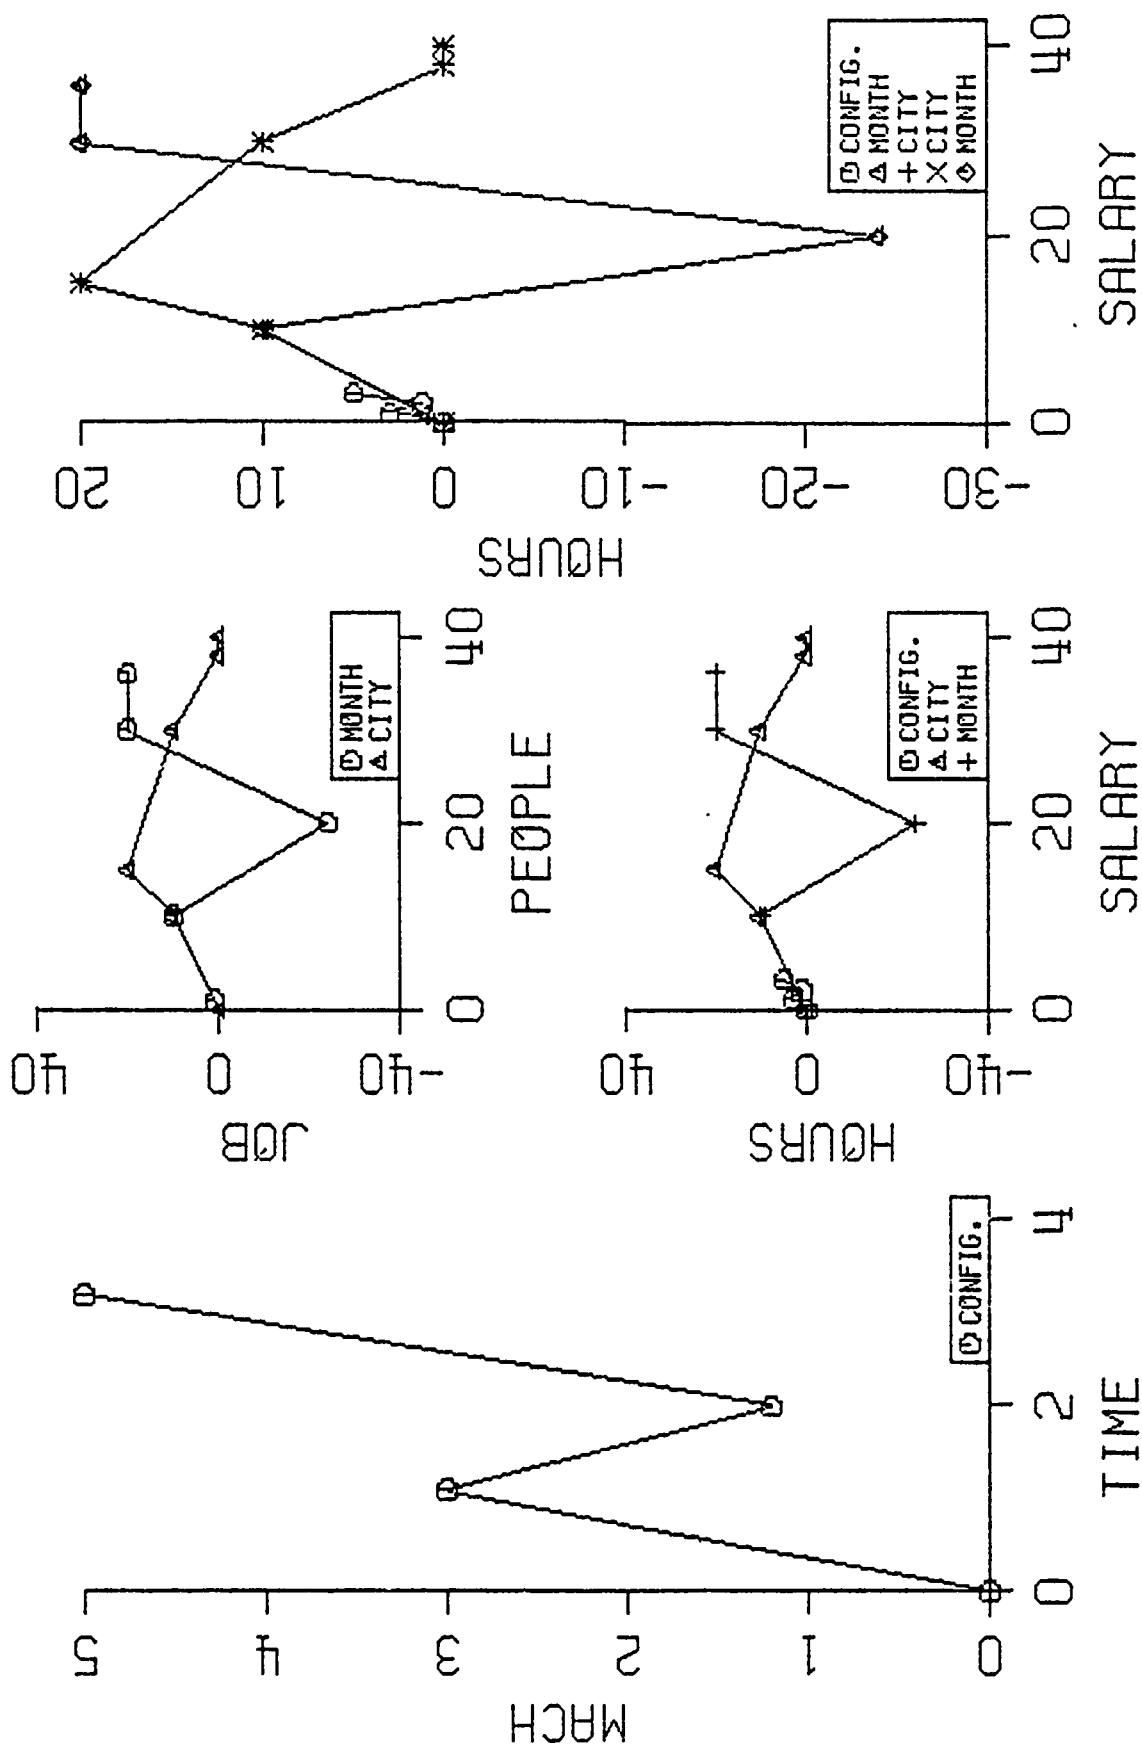 MACH
5
4
3
2
1
0
CONFIG.
0 2 4
TIME
JOB
40
0
-40
MONTH
CITY
0 20 40
PEOPLE
HOURS
40
0
-40
CONFIG.
CITY
MONTH
0 20 40
SALARY
HOURS
20
10
0
-10
-20
-30
CONFIG.
MONTH
CITY
CITY
MONTH
0 20 40
SALARY